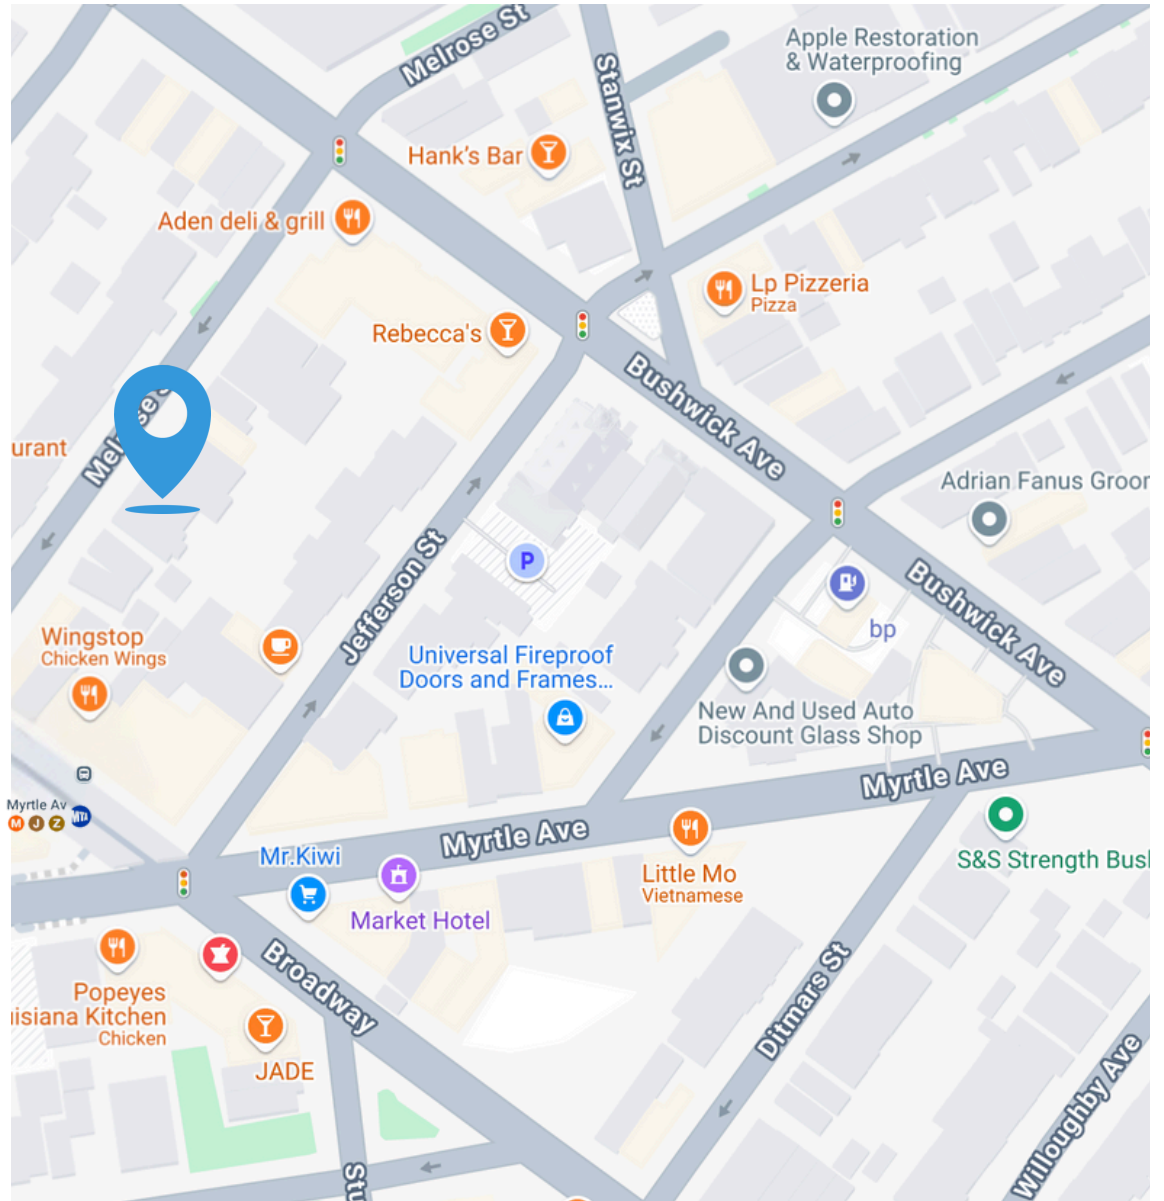 Melrose St
Stanwix St
Apple Restoration
& Waterproofing
Hank's Bar
Aden deli & grill
Lp Pizzeria
Pizza
Rebecca's
Bushwick Ave
urant
Adrian Fanus Groor
P
Jefferson St
Bushwick Ave
Wingstop
Chicken Wings
bp
Universal Fireproof
Doors and Frames...
New And Used Auto
Discount Glass Shop
Myrtle Ave
Myrtle Av
M J Z
MTA
Myrtle Ave
Mr.Kiwi
Little Mo
Vietnamese
S&S Strength Bus
Market Hotel
Broadway
Ditmars St
Popeyes
isiana Kitchen
Chicken
JADE
Willoughby Ave
Stu